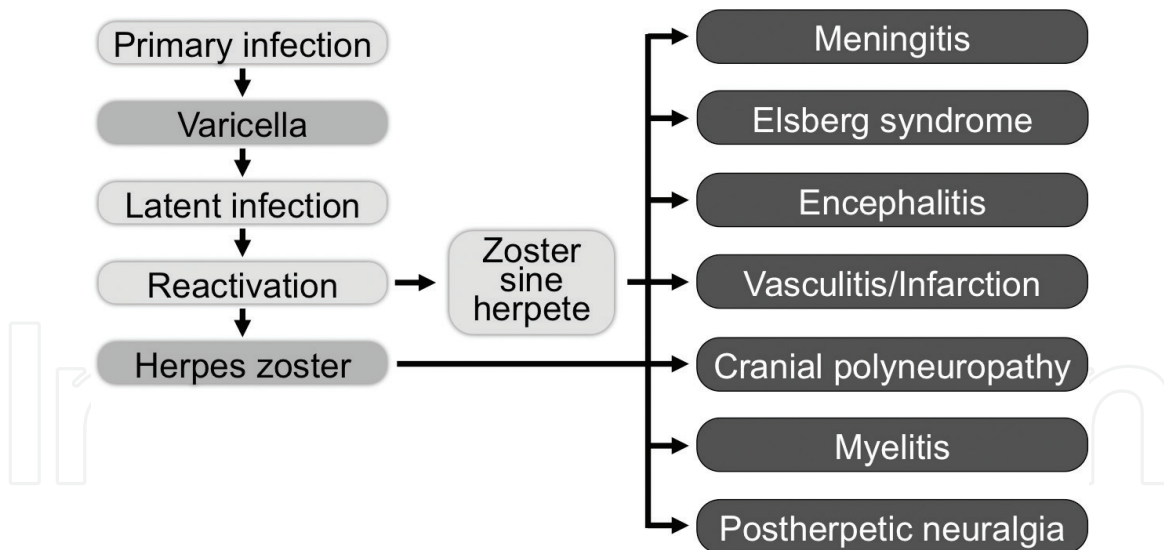 Primary infection
Varicella
Latent infection
Reactivation
Herpes zoster
Zoster
sine
herpete
Meningitis
Elsberg syndrome
Encephalitis
Vasculitis/Infarction
Cranial polyneuropathy
Myelitis
Postherpetic neuralgia